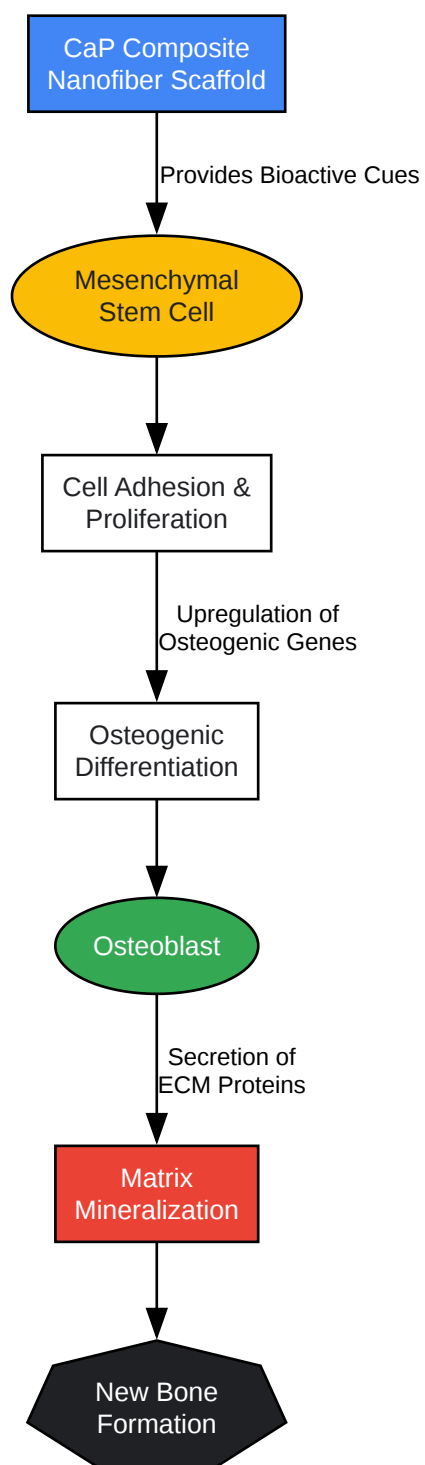 CaP Composite
Nanofiber Scaffold
Provides Bioactive Cues
Mesenchymal
Stem Cell
Cell Adhesion &
Proliferation
Upregulation of
Osteogenic Genes
Osteogenic
Differentiation
Osteoblast
Secretion of
ECM Proteins
Matrix
Mineralization
New Bone
Formation